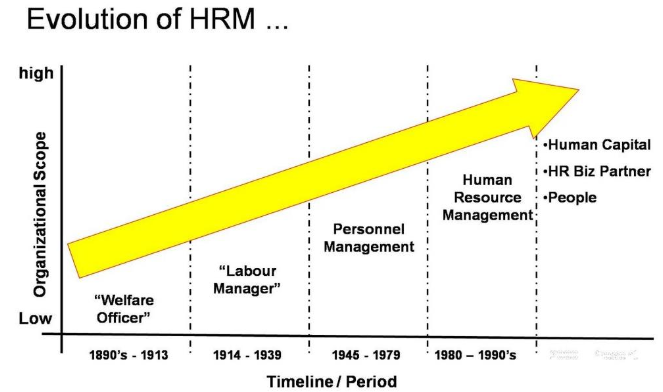 Evolution of HRM ...
high
Organizational Scope
Low
“Welfare
Officer”
“Labour
Manager”
Personnel
Management
Human
Resource
Management
•Human Capital
•HR Biz Partner
•People
1890's - 1913
1914 - 1939
1945 - 1979
1980 – 1990's
Timeline / Period